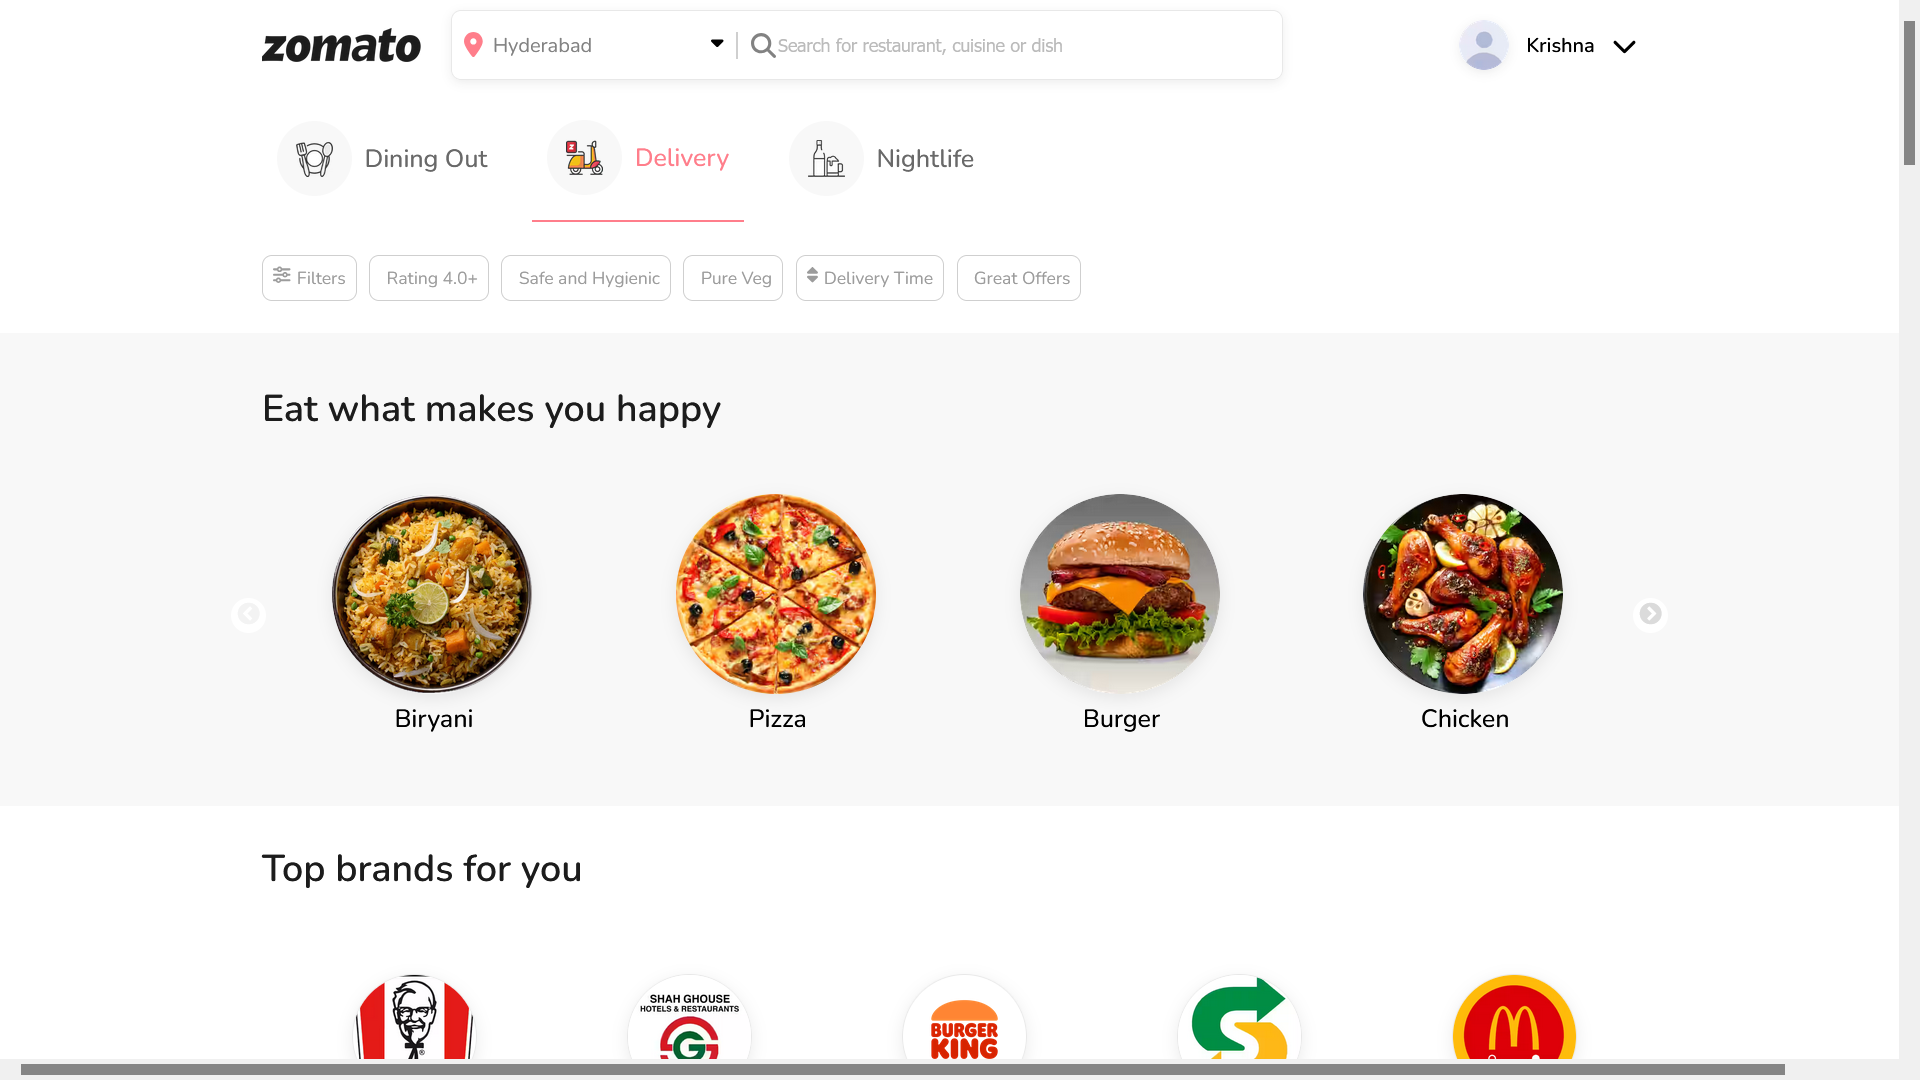 zomato
Hyderabad
Search for restaurant, cuisine or dish
Krishna
Dining Out
Delivery
Nightlife
Filters
Rating 4.0+
Safe and Hygienic
Pure Veg
Delivery Time
Great Offers
Eat what makes you happy
Biryani
Pizza
Burger
Chicken
Top brands for you
SHAH GHOUSE
HOTELS & RESTAURANTS
G
BURGER
KING